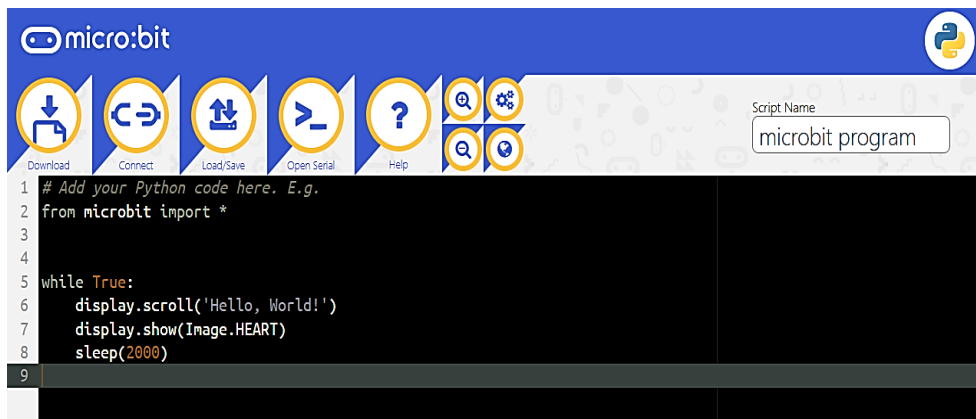 micro:bit
Download Connect Load/Save Open Serial Help
Script Name
microbit program
1 # Add your Python code here. E.g.
2 from microbit import *
3
4
5 while True:
6     display.scroll('Hello, World!')
7     display.show(Image.HEART)
8     sleep(2000)
9